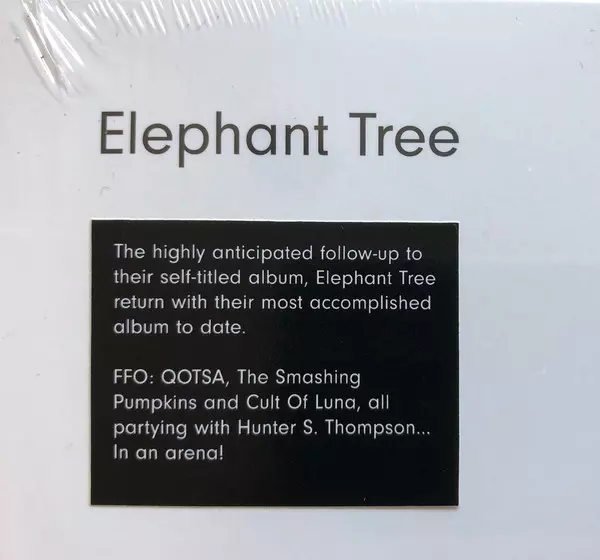 Elephant Tree
The highly anticipated follow-up to
their self-titled album, Elephant Tree
return with their most accomplished
album to date.
FFO: QOTSA, The Smashing
Pumpkins and Cult Of Luna, all
partying with Hunter S. Thompson...
In an arena!